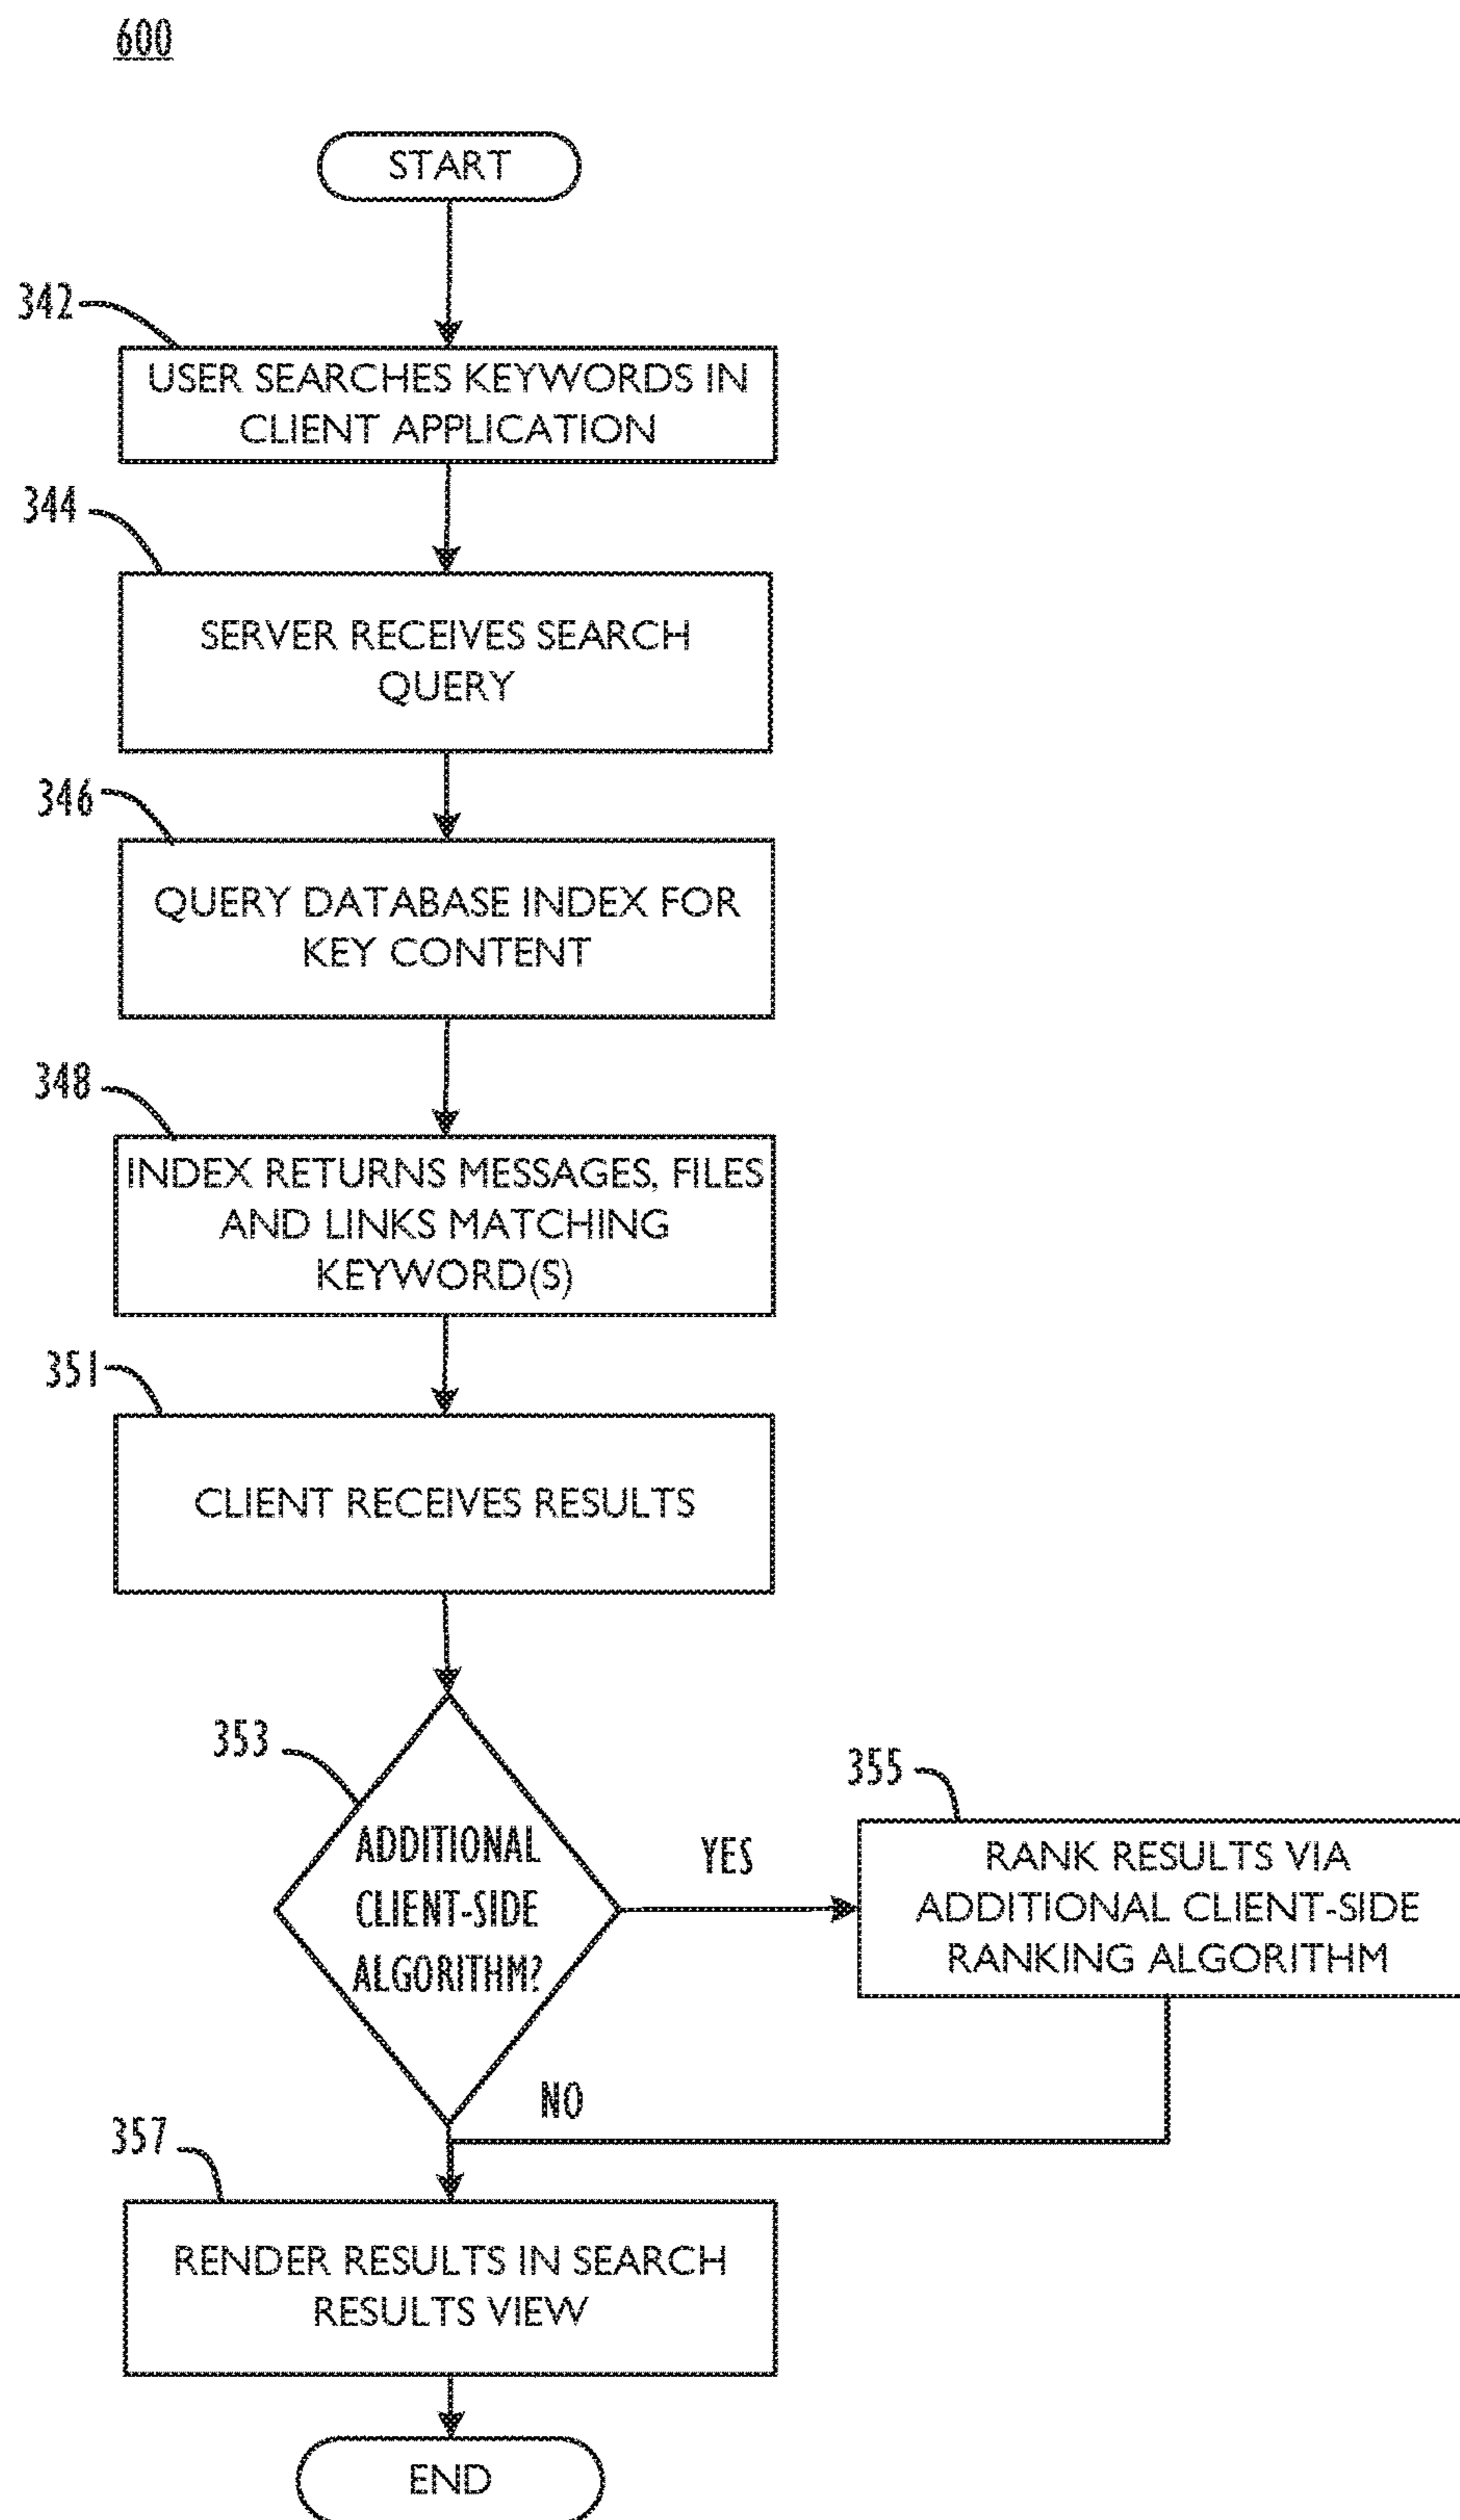 600
START
342
USER SEARCHES KEYWORDS IN
CLIENT APPLICATION
344
SERVER RECEIVES SEARCH
QUERY
346
QUERY DATABASE INDEX FOR
KEY CONTENT
348
INDEX RETURNS MESSAGES, FILES
AND LINKS MATCHING
KEYWORD(S)
351
CLIENT RECEIVES RESULTS
353
ADDITIONAL
CLIENT-SIDE
ALGORITHM?
YES
355
RANK RESULTS VIA
ADDITIONAL CLIENT-SIDE
RANKING ALGORITHM
NO
357
RENDER RESULTS IN SEARCH
RESULTS VIEW
END